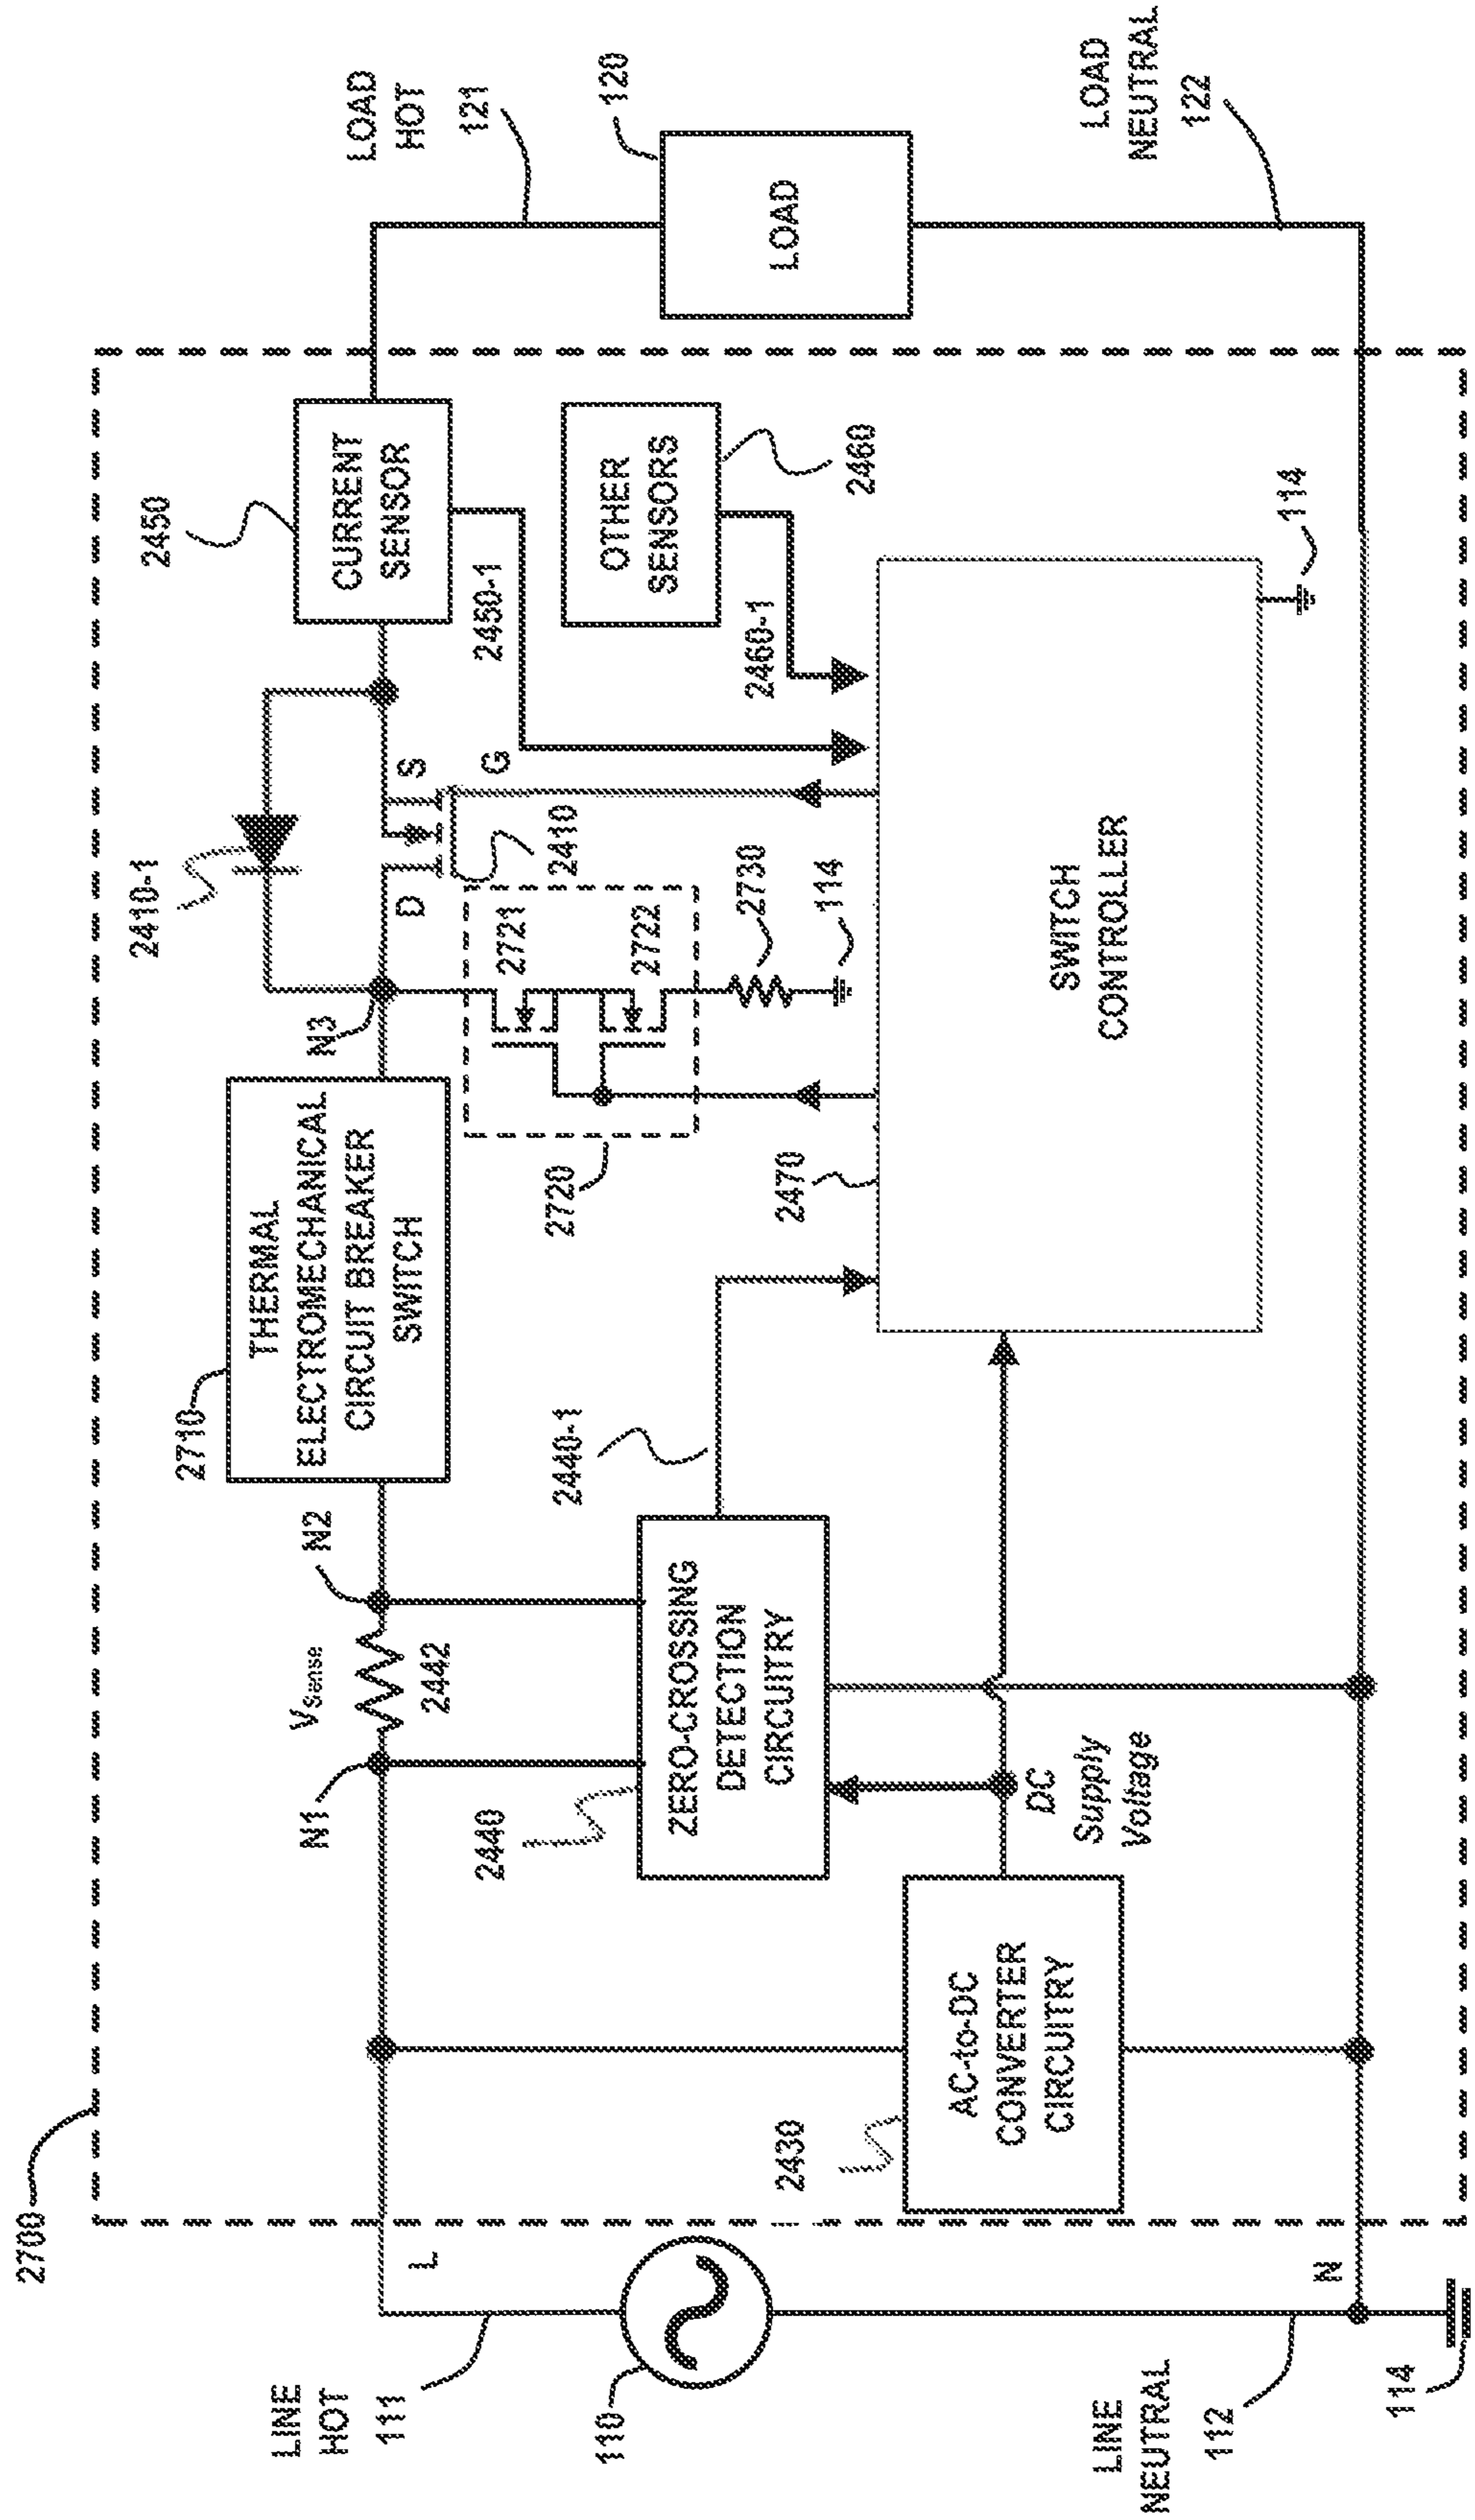 2700
LINE
HOT
111
L
110
LINE
NEUTRAL
112
N
114
2430
AC-to-DC
CONVERTER
CIRCUITRY
DC
Supply
Voltage
N1
VSense
2442
N2
2440
ZERO-CROSSING
DETECTION
CIRCUITRY
2440-1
2710
THERMAL
ELECTROMECHANICAL
CIRCUIT BREAKER
SWITCH
N3
2410-1
D
S
G
2410
2720
2721
2722
2730
114
2470
SWITCH
CONTROLLER
114
2450
CURRENT
SENSOR
2450-1
OTHER
SENSORS
2460
2460-1
LOAD
HOT
121
120
LOAD
LOAD
NEUTRAL
122